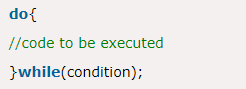 do{
//code to be executed
}while(condition);